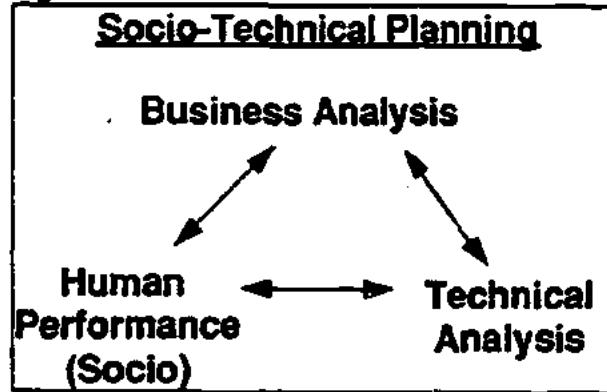 Socio-Technical Planning
Business Analysis
Human
Performance
(Socio)
Technical
Analysis